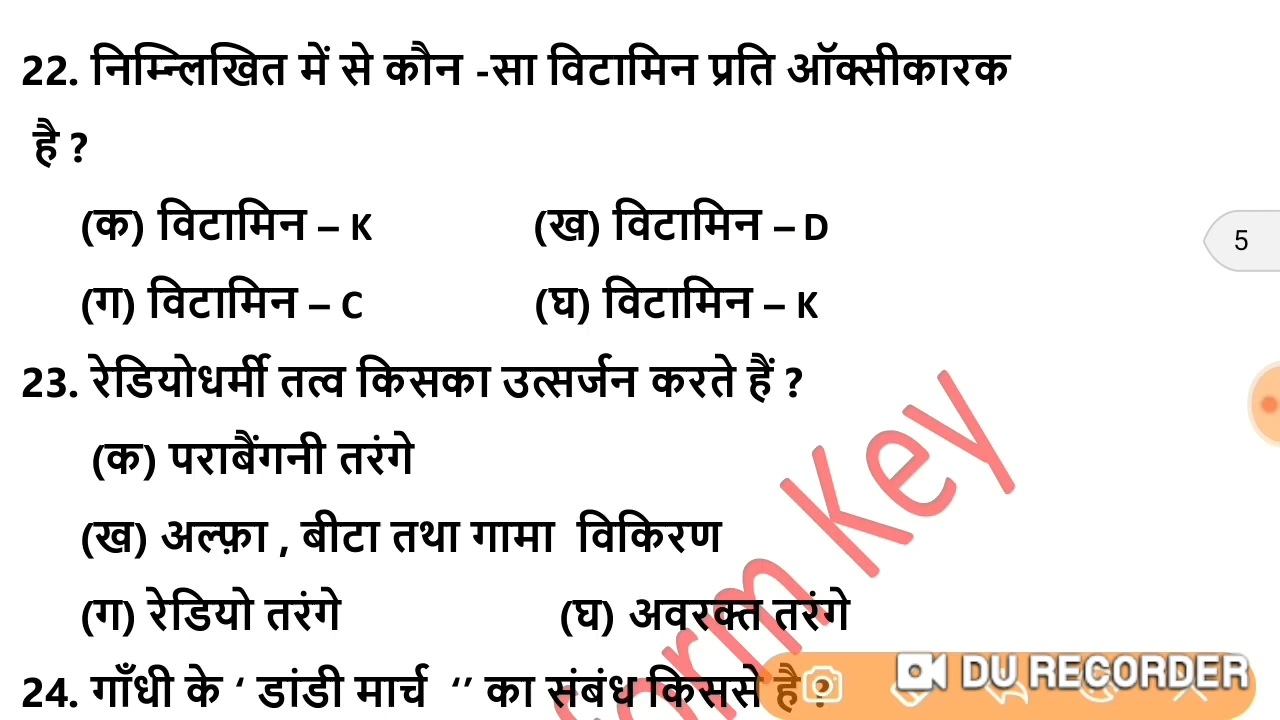 22. निम्न्लिखित में से कौन -सा विटामिन प्रति ऑक्सीकारक
है ?
(क) विटामिन – K (ख) विटामिन – D
5
(ग) विटामिन – C (घ) विटामिन – K
23. रेडियोधर्मी तत्व किसका उत्सर्जन करते हैं ?
(क) पराबैंगनी तरंगे
(ख) अल्फ़ा , बीटा तथा गामा विकिरण
(ग) रेडियो तरंगे (घ) अवरक्त तरंगे
24. गाँधी के ‘ डांडी मार्च ‘’ का संबंध किससे है ?
Key
DU RECORDER